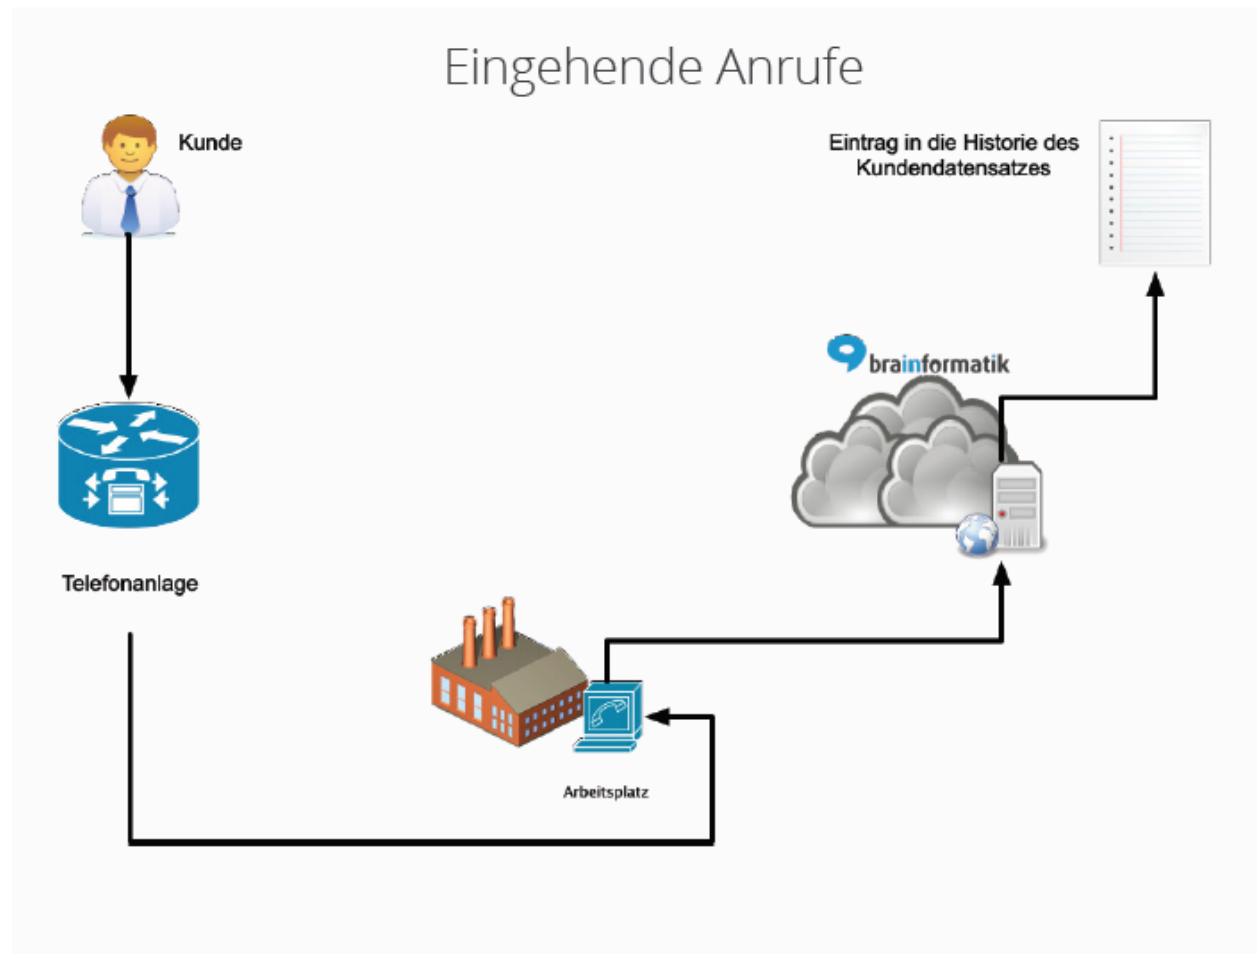 Eingehende Anrufe
Kunde
Eintrag in die Historie des
Kundendatensatzes
brainformatik
Telefonanlage
Arbeitsplatz